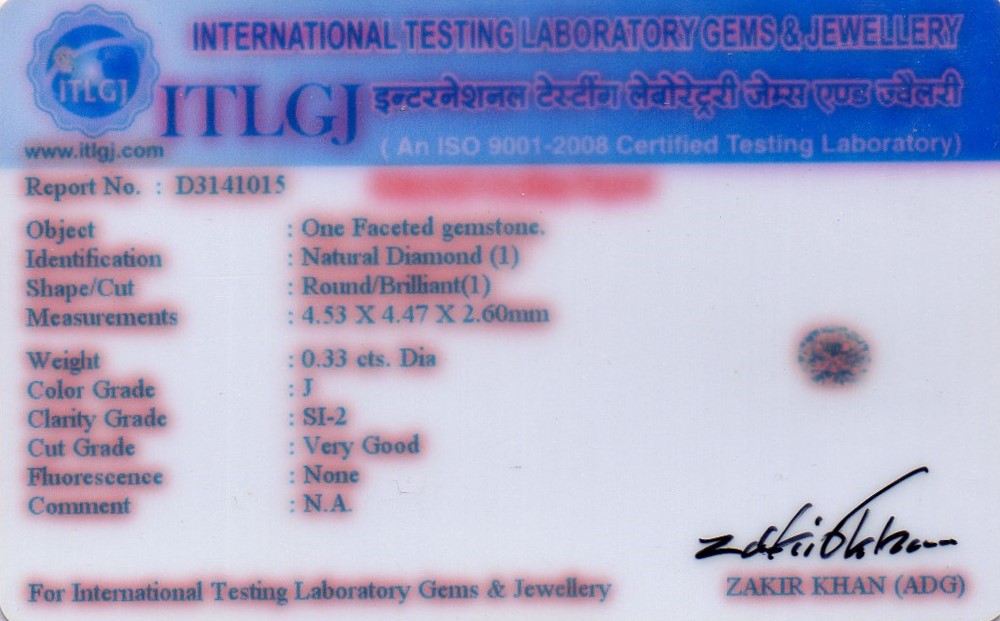 INTERNATIONAL TESTING LABORATORY GEMS & JEWELLERY
ITLGJ
ITLGJ इन्टरनेशनल टेस्टींग लेबोरेट्ररी जेम्स एण्ड ज्वैलरी
www.itlgj.com
( An ISO 9001-2008 Certified Testing Laboratory)
Report No. : D3141015
Object : One Faceted gemstone.
Identification : Natural Diamond (1)
Shape/Cut : Round/Brilliant(1)
Measurements : 4.53 X 4.47 X 2.60mm
Weight : 0.33 cts. Dia
Color Grade : J
Clarity Grade : SI-2
Cut Grade : Very Good
Fluorescence : None
Comment : N.A.
For International Testing Laboratory Gems & Jewellery
ZAKIR KHAN (ADG)